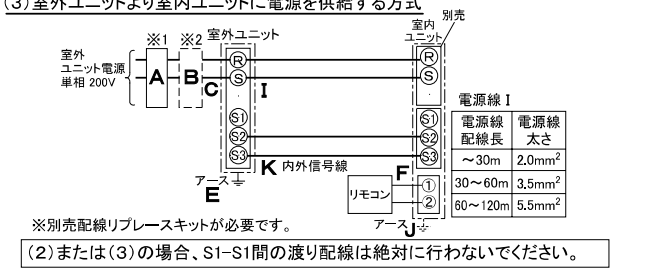 (3)室外ユニットより室内ユニットに電源を供給する方式
別売
※1 ※2 室外ユニット 室内ユニット
室外
ユニット電源
単相 200V
A B C I
R R
S S
電源線 I
電源線配線長 電源線太さ
～30m 2.0mm²
30～60m 3.5mm²
60～120m 5.5mm²
S1 S1
S2 S2
S3 S3
K 内外信号線
アース E
F
リモコン ① ②
アース J
※別売配線リプレースキットが必要です。
(2)または(3)の場合、S1-S1間の渡り配線は絶対に行わないでください。